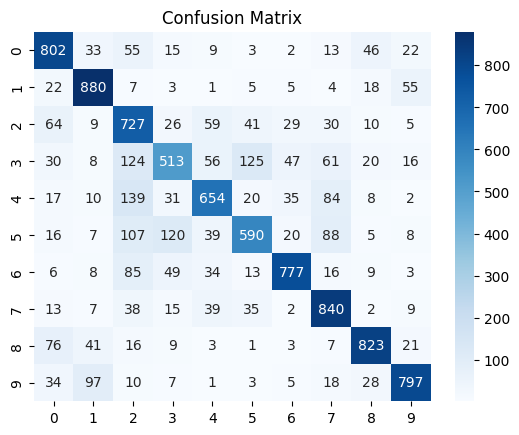 Confusion Matrix
0 802 33 55 15 9 3 2 13 46 22
1 22 880 7 3 1 5 5 4 18 55
2 64 9 727 26 59 41 29 30 10 5
3 30 8 124 513 56 125 47 61 20 16
4 17 10 139 31 654 20 35 84 8 2
5 16 7 107 120 39 590 20 88 5 8
6 6 8 85 49 34 13 777 16 9 3
7 13 7 38 15 39 35 2 840 2 9
8 76 41 16 9 3 1 3 7 823 21
9 34 97 10 7 1 3 5 18 28 797
0 1 2 3 4 5 6 7 8 9
800
700
600
500
400
300
200
100